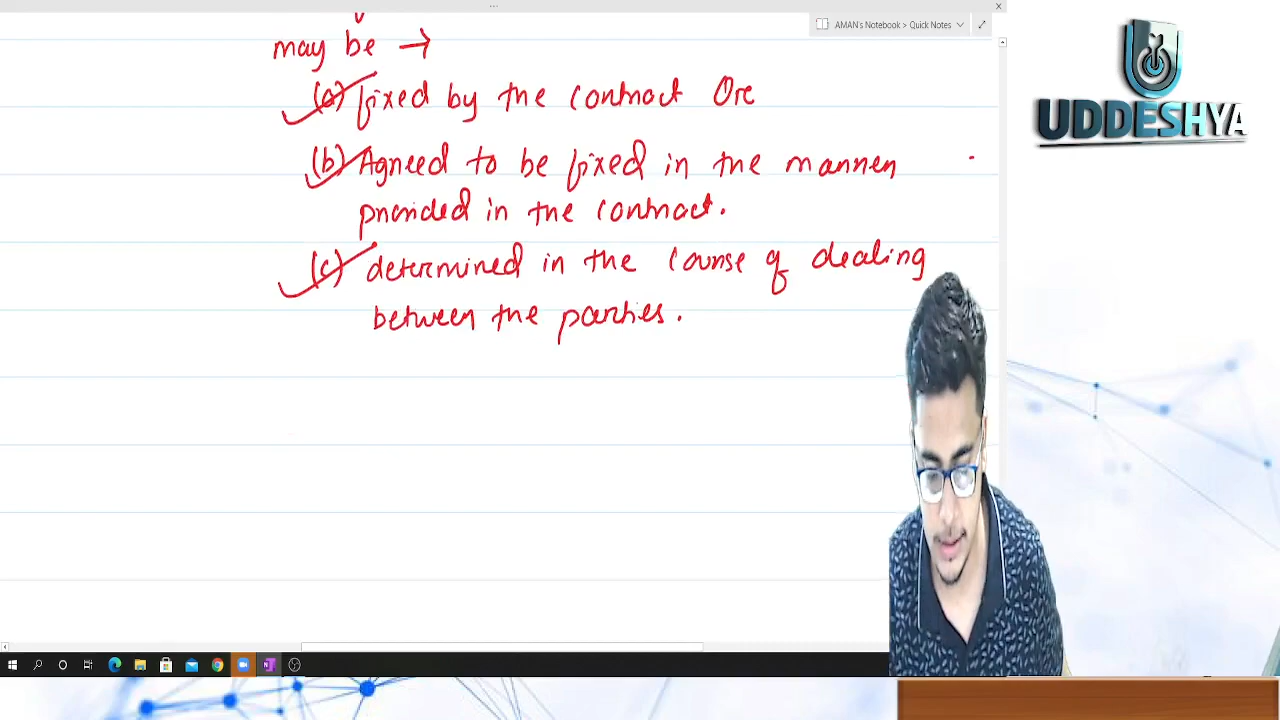 AMAN's Notebook > Quick Notes
may be →
(a) fixed by the contract Or
(b) Agreed to be fixed in the manner
provided in the contract.
(c) determined in the course of dealing
between the parties.
UDDESHYA